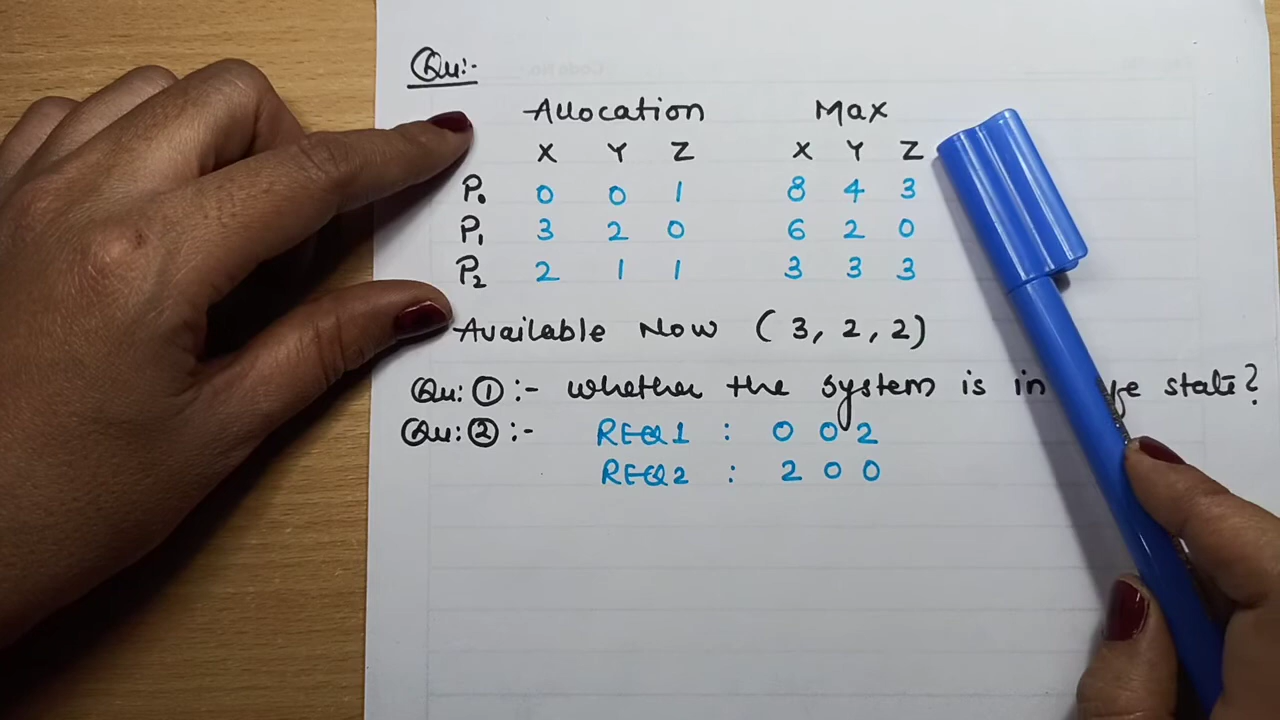 Qu:-
Allocation Max
X Y Z X Y Z
P0 0 0 1 8 4 3
P1 3 2 0 6 2 0
P2 2 1 1 3 3 3
Available Now (3, 2, 2)
Qu: ① :- Whether the system is in state?
Qu: ② :- REQ1 : 0 0 2
REQ2 : 2 0 0